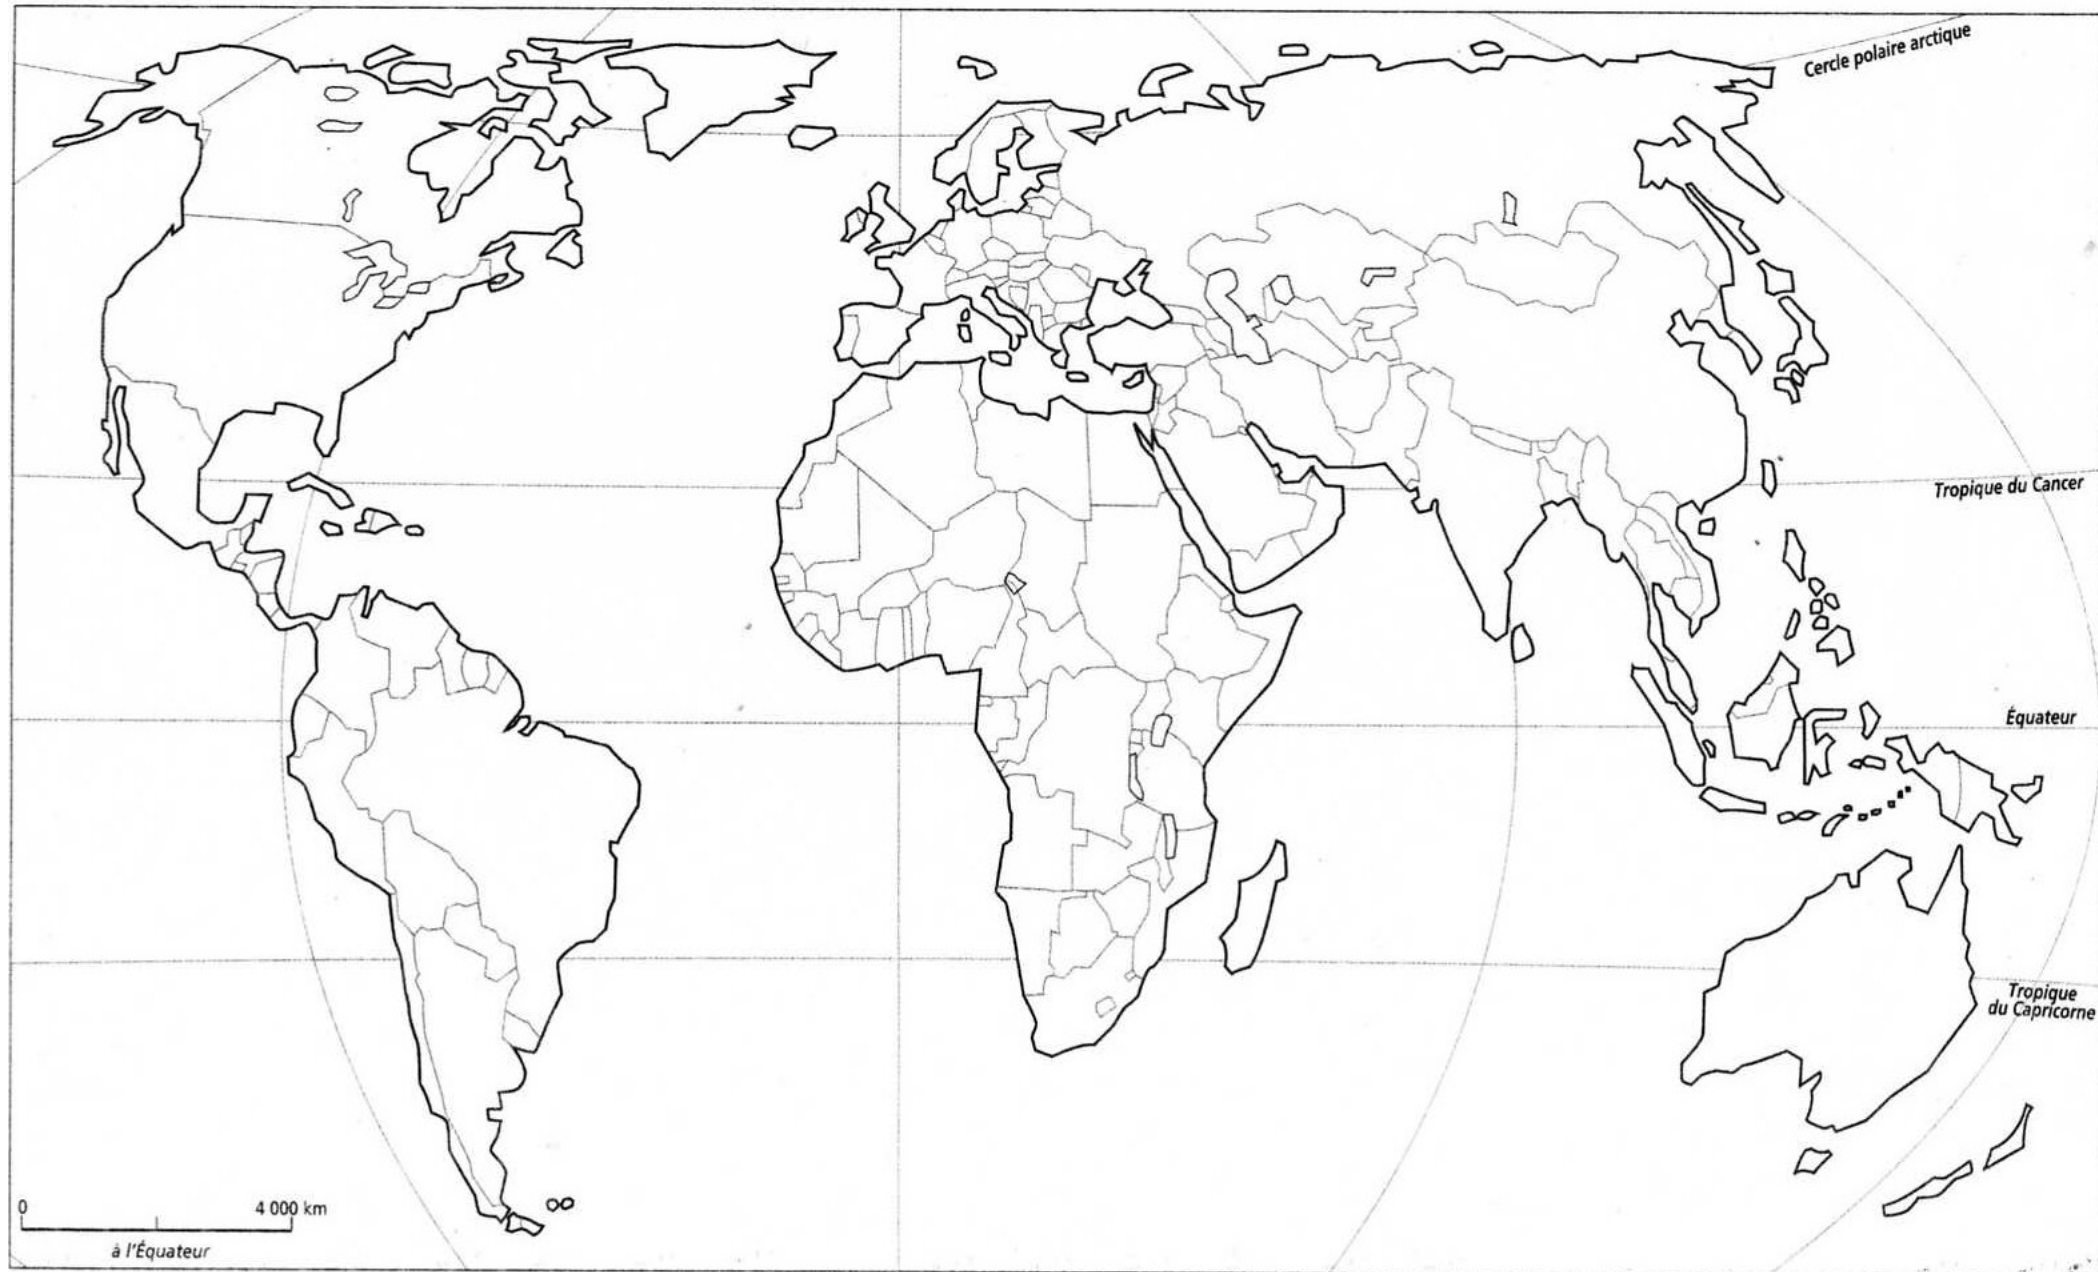 Cercle polaire arctique
Tropique du Cancer
Équateur
Tropique
du Capricorne
0
4 000 km
à l'Équateur